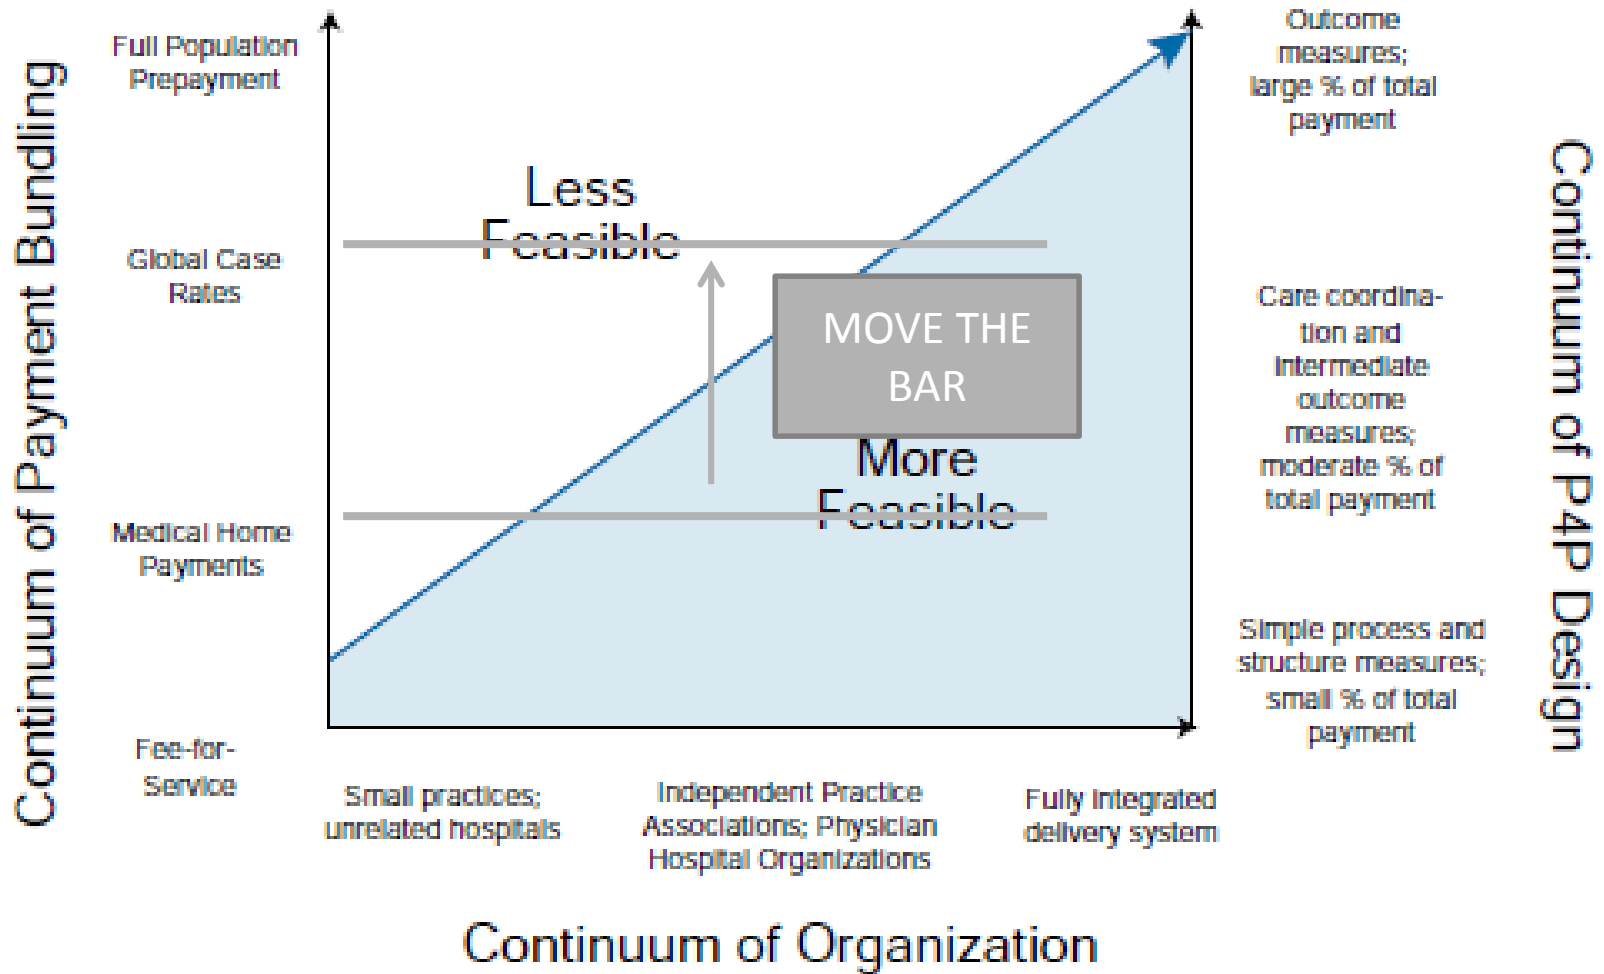 Continuum of Payment Bundling
Full Population
Prepayment
Global Case
Rates
Medical Home
Payments
Fee-for-
Service
Less
Feasible
MOVE THE
BAR
More
Feasible
Outcome
measures;
large % of total
payment
Care coordina-
tion and
intermediate
outcome
measures;
moderate % of
total payment
Simple process and
structure measures;
small % of total
payment
Continuum of P4P Design
Small practices;
unrelated hospitals
Independent Practice
Associations; Physician
Hospital Organizations
Fully integrated
delivery system
Continuum of Organization